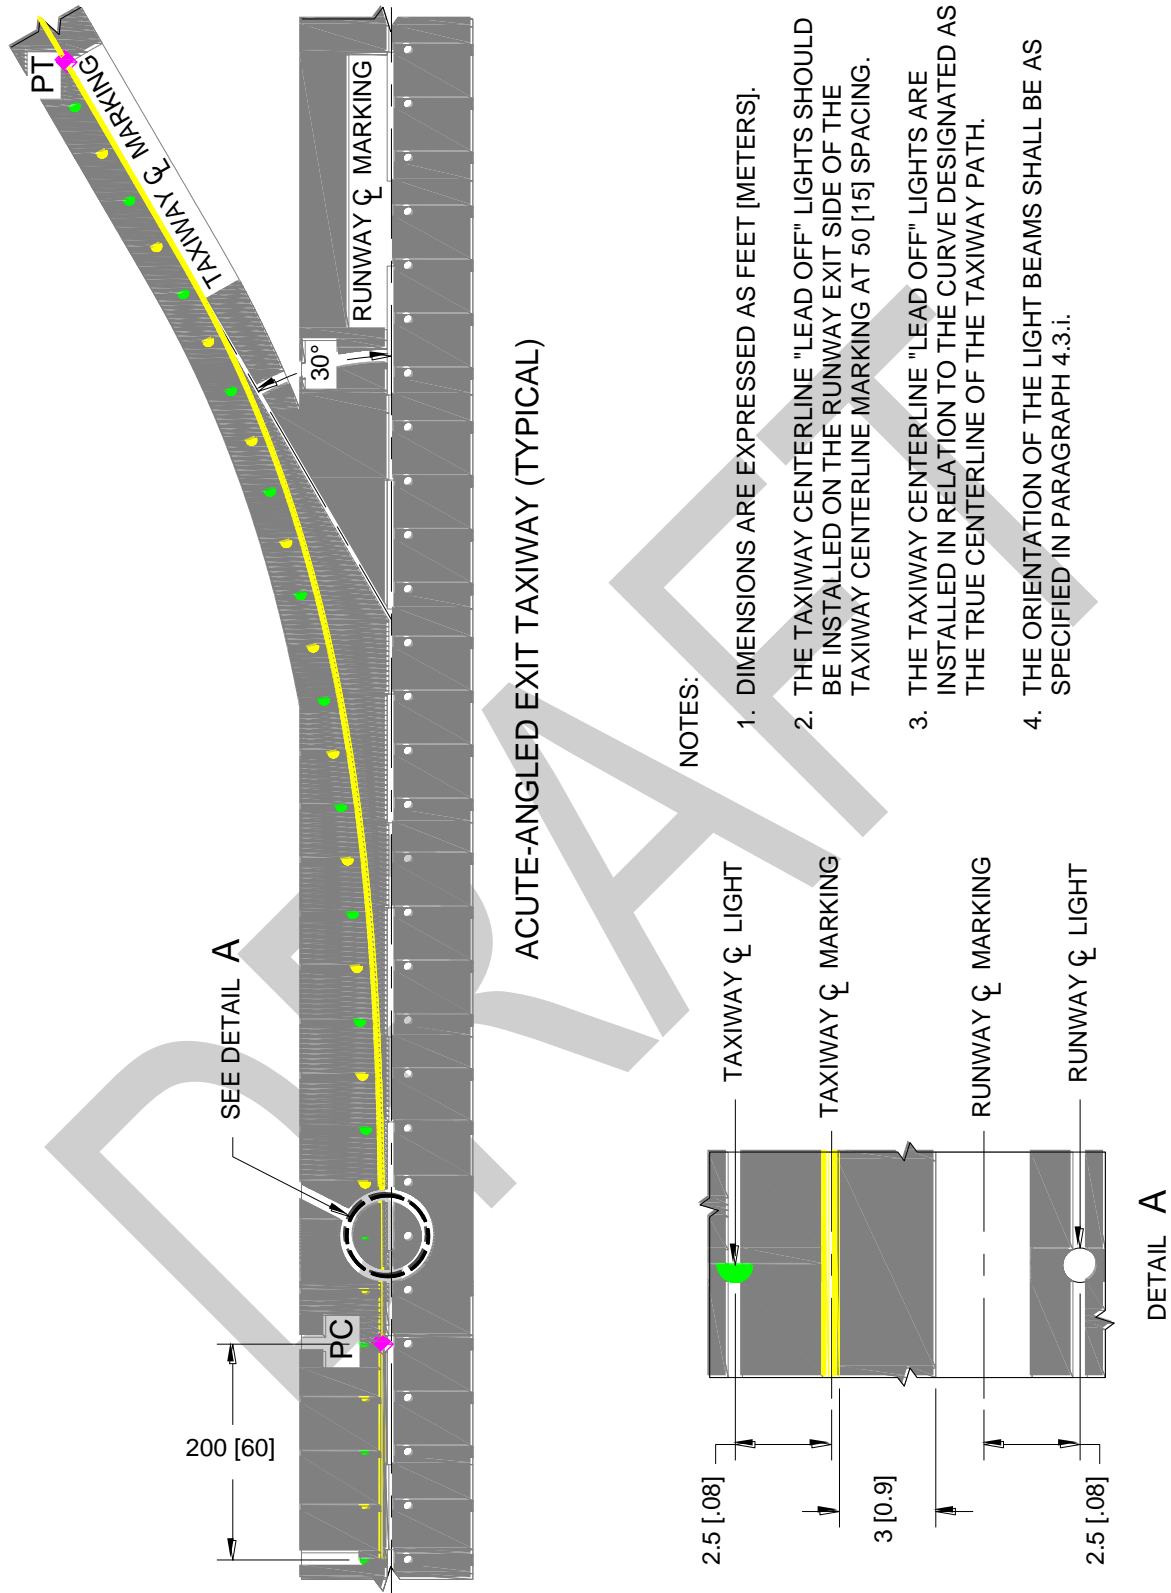 PT
TAXIWAY ℄ MARKING
RUNWAY ℄ MARKING
30°
SEE DETAIL A
PC
200 [60]
ACUTE-ANGLED EXIT TAXIWAY (TYPICAL)
NOTES:
1. DIMENSIONS ARE EXPRESSED AS FEET [METERS].
2. THE TAXIWAY CENTERLINE "LEAD OFF" LIGHTS SHOULD
BE INSTALLED ON THE RUNWAY EXIT SIDE OF THE
TAXIWAY CENTERLINE MARKING AT 50 [15] SPACING.
3. THE TAXIWAY CENTERLINE "LEAD OFF" LIGHTS ARE
INSTALLED IN RELATION TO THE CURVE DESIGNATED AS
THE TRUE CENTERLINE OF THE TAXIWAY PATH.
4. THE ORIENTATION OF THE LIGHT BEAMS SHALL BE AS
SPECIFIED IN PARAGRAPH 4.3.i.
TAXIWAY ℄ LIGHT
TAXIWAY ℄ MARKING
RUNWAY ℄ MARKING
RUNWAY ℄ LIGHT
2.5 [.08]
3 [0.9]
2.5 [.08]
DETAIL A
DRAFT